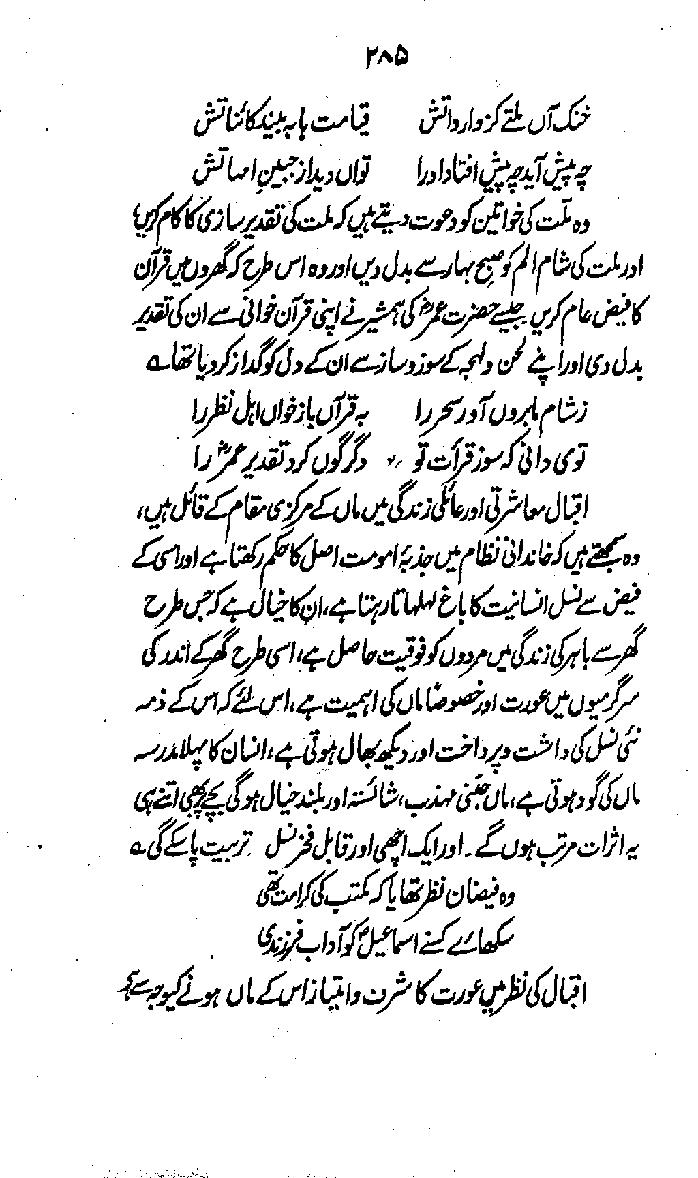 ۲۸۵
خنک آں ملتے کز وارداتش قیامت ہا بہ بیند کائناتش
چہ پیش آید چہ پیش افتاد او را تواں دید از جبینِ امہاتش
وہ ملّت کی خواتین کو دعوت دیتے ہیں کہ ملت کی تقدیر سازی کا کام کریں
اور ملت کی شام الم کو صبح بہار سے بدل دیں اور وہ اس طرح کہ گھروں میں قرآن
کا فیض عام کریں جیسے حضرت عمرؓ کی ہمشیر نے اپنی قرآن خوانی سے ان کی تقدیر
بدل دی اور اپنے لحن و لہجہ کے سوز و ساز سے ان کے دل کو گداز کر دیا تھا ؎
ز شام ما بروں آور سحر را بہ قرآں باز خواں اہل نظر را
تو می دانی کہ سوز قرأت تو دگرگوں کرد تقدیر عمرؓ را
اقبال معاشرتی اور عائلی زندگی میں ماں کے مرکزی مقام کے قائل ہیں،
وہ سمجھتے ہیں کہ خاندانی نظام میں جذبۂ امومت اصل کا حکم رکھتا ہے اور اسی کے
فیض سے نسل انسانیت کا باغ لہلہاتا رہتا ہے، ان کا خیال ہے کہ جس طرح
گھر سے باہر کی زندگی میں مردوں کو فوقیت حاصل ہے، اسی طرح گھر کے اندر کی
سرگرمیوں میں عورت اور خصوصاً ماں کی اہمیت ہے، اس لئے کہ اس کے ذمہ
نئی نسل کی داشت و پرداخت اور دیکھ بھال ہوتی ہے، انسان کا پہلا مدرسہ
ماں کی گود ہوتی ہے، ماں جتنی مہذب، شائستہ اور بلند خیال ہوگی بچے پر بھی اتنے ہی
یہ اثرات مرتب ہوں گے۔ اور ایک اچھی اور قابل فخر نسل تربیت پا سکے گی ؎
وہ فیضان نظر تھا یا کہ مکتب کی کرامت تھی
سکھائے کس نے اسماعیلؑ کو آداب فرزندی
اقبال کی نظر میں عورت کا شرف و امتیاز اس کے ماں ہونے کیوجہ سے ہے